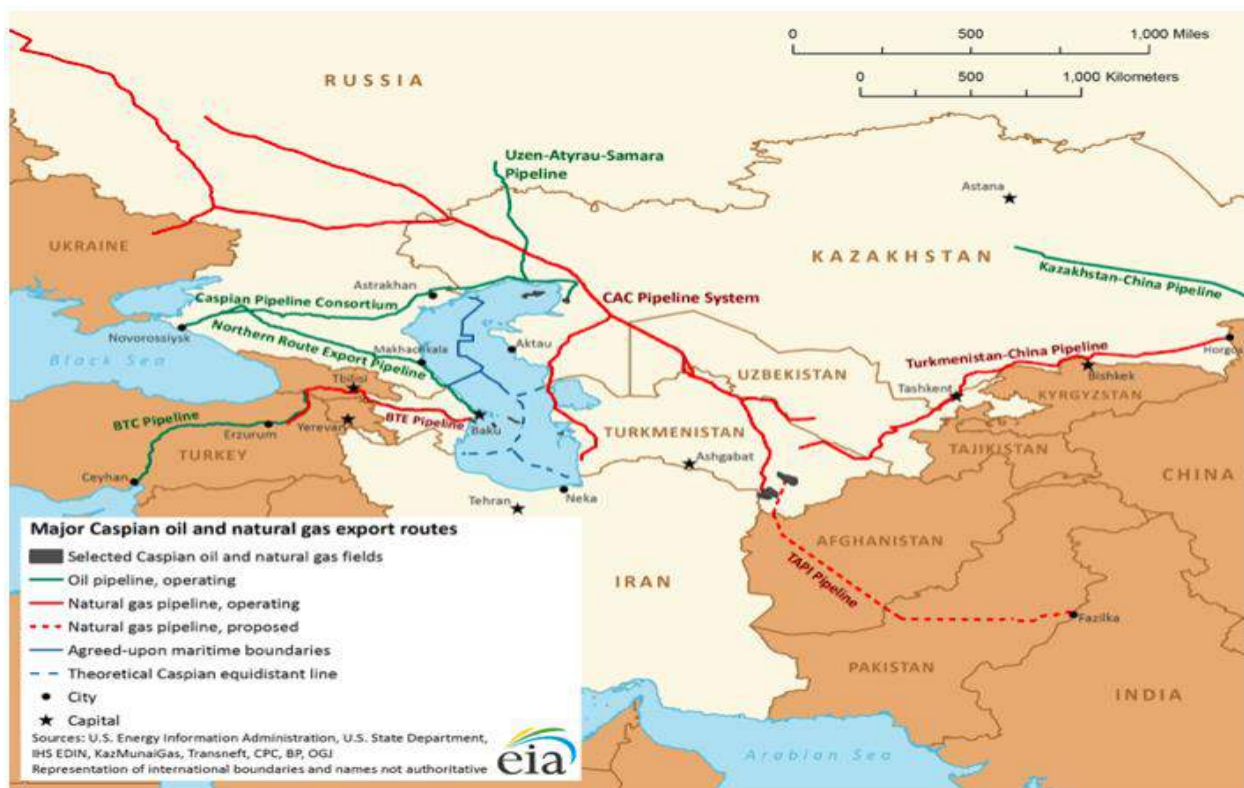 0 500 1,000 Miles
0 500 1,000 Kilometers
RUSSIA
Uzen-Atyrau-Samara
Pipeline
Astana
UKRAINE
KAZAKHSTAN
Kazakhstan-China Pipeline
Astrakhan
Caspian Pipeline Consortium
CAC Pipeline System
Novorossiysk
Northern Route Export Pipeline
Makhachkala
Aktau
Black Sea
Turkmenistan-China Pipeline
Horgos
UZBEKISTAN
Tashkent
Bishkek
KYRGYZSTAN
Tbilisi
BTC Pipeline
Erzurum
Yerevan
BTE Pipeline
Baku
TURKMENISTAN
TAJIKISTAN
TURKEY
Ashgabat
CHINA
Ceyhan
Tehran
Neka
AFGHANISTAN
IRAN
TAPI Pipeline
Fazilka
PAKISTAN
INDIA
Arabian Sea
Major Caspian oil and natural gas export routes
Selected Caspian oil and natural gas fields
Oil pipeline, operating
Natural gas pipeline, operating
Natural gas pipeline, proposed
Agreed-upon maritime boundaries
Theoretical Caspian equidistant line
City
Capital
Sources: U.S. Energy Information Administration, U.S. State Department,
IHS EDIN, KazMunaiGas, Transneft, CPC, BP, OGJ
Representation of international boundaries and names not authoritative
eia